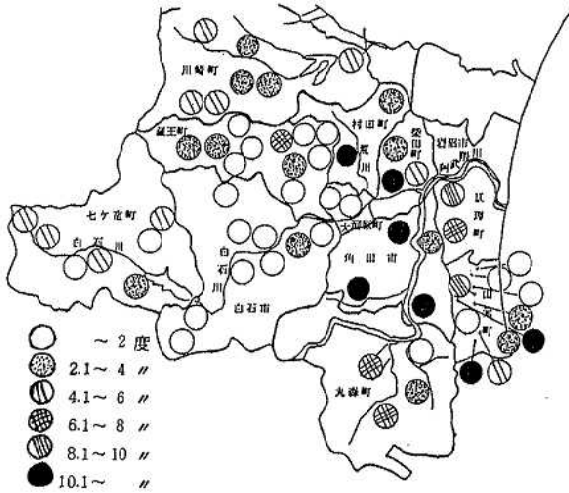 川崎町
村田町
柴田町
岩沼市
阿武隈川
蔵王町
荒川
亘理町
七ケ宿町
大河原町
白石川
白石川
角田市
山元町
白石市
丸森町
～ 2 度
2.1～ 4 〃
4.1～ 6 〃
6.1～ 8 〃
8.1～ 10 〃
10.1～ 〃